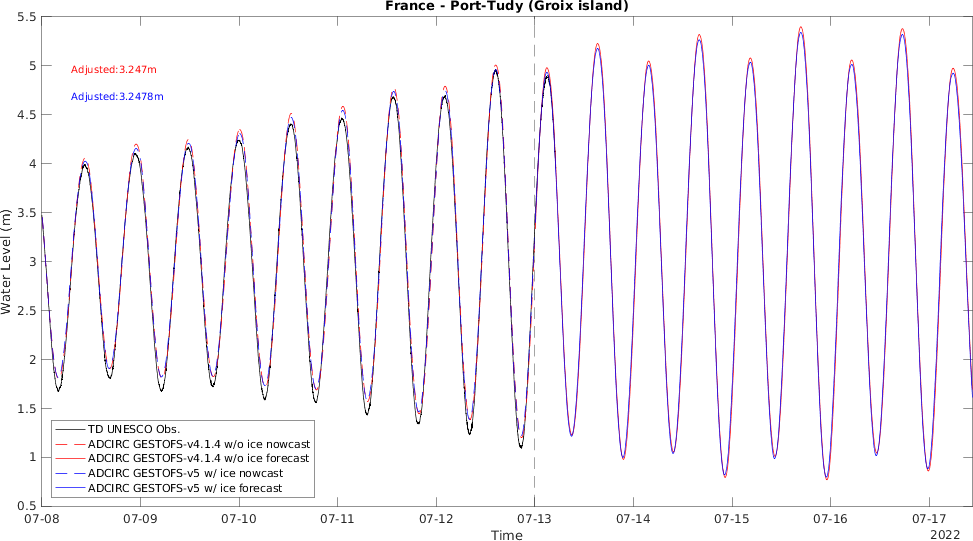 France - Port-Tudy (Groix island)
5.5
5
4.5
4
3.5
3
2.5
2
1.5
1
0.5
Water Level (m)
Adjusted:3.247m
Adjusted:3.2478m
TD UNESCO Obs.
ADCIRC GESTOFS-v4.1.4 w/o ice nowcast
ADCIRC GESTOFS-v4.1.4 w/o ice forecast
ADCIRC GESTOFS-v5 w/ ice nowcast
ADCIRC GESTOFS-v5 w/ ice forecast
07-08 07-09 07-10 07-11 07-12 07-13 07-14 07-15 07-16 07-17
Time
2022